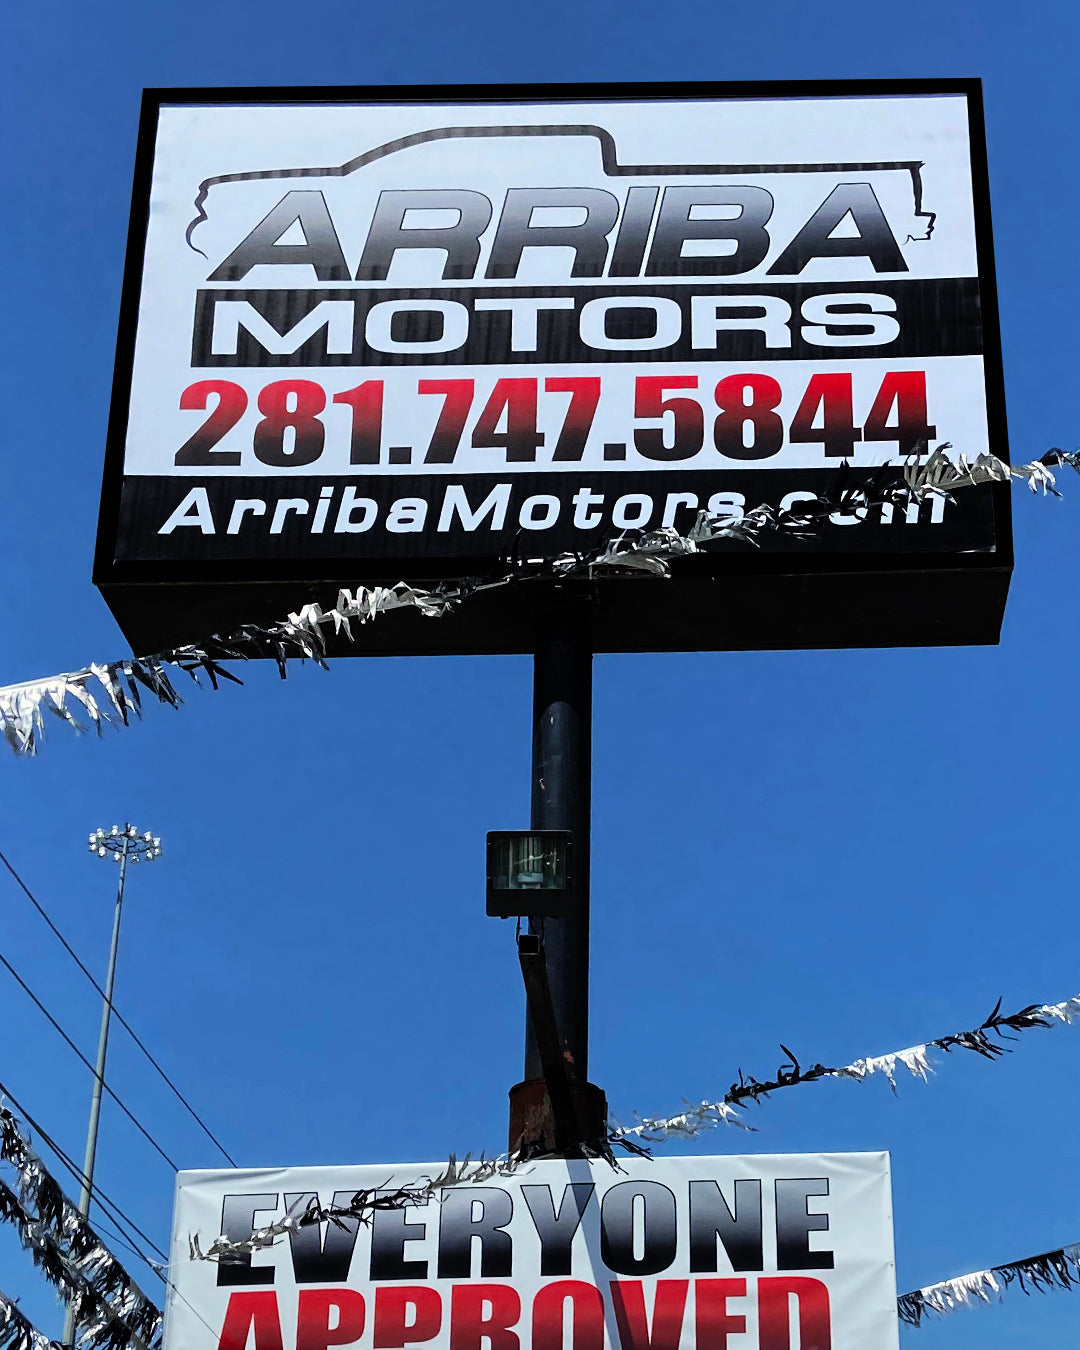 ARRIBA
MOTORS
281.747.5844
ArribaMotors.com
EVERYONE
APPROVED